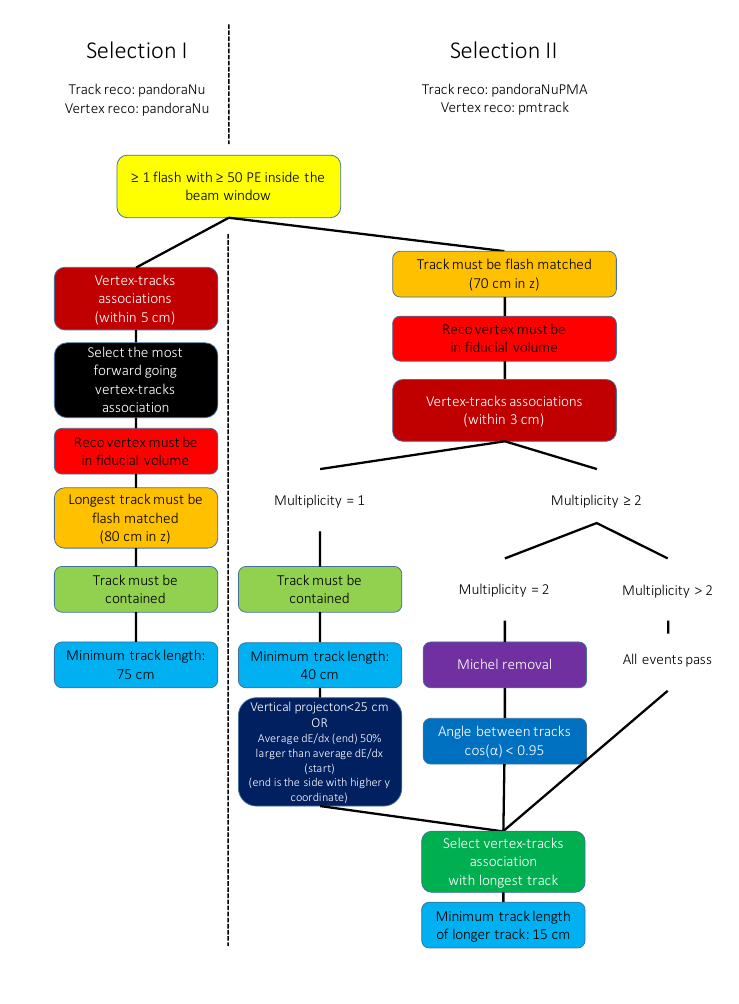 Selection I
Track reco: pandoraNu
Vertex reco: pandoraNu
Selection II
Track reco: pandoraNuPMA
Vertex reco: pmtrack
≥ 1 flash with ≥ 50 PE inside the
beam window
Vertex-tracks
associations
(within 5 cm)
Select the most
forward going
vertex-tracks
association
Reco vertex must be
in fiducial volume
Longest track must be
flash matched
(80 cm in z)
Track must be
contained
Minimum track length:
75 cm
Track must be flash matched
(70 cm in z)
Reco vertex must be
in fiducial volume
Vertex-tracks associations
(within 3 cm)
Multiplicity = 1
Multiplicity ≥ 2
Track must be
contained
Minimum track length:
40 cm
Vertical projecton<25 cm
OR
Average dE/dx (end) 50%
larger than average dE/dx
(start)
(end is the side with higher y
coordinate)
Multiplicity = 2
Michel removal
Angle between tracks
cos(α) < 0.95
Multiplicity > 2
All events pass
Select vertex-tracks
association
with longest track
Minimum track length
of longer track: 15 cm